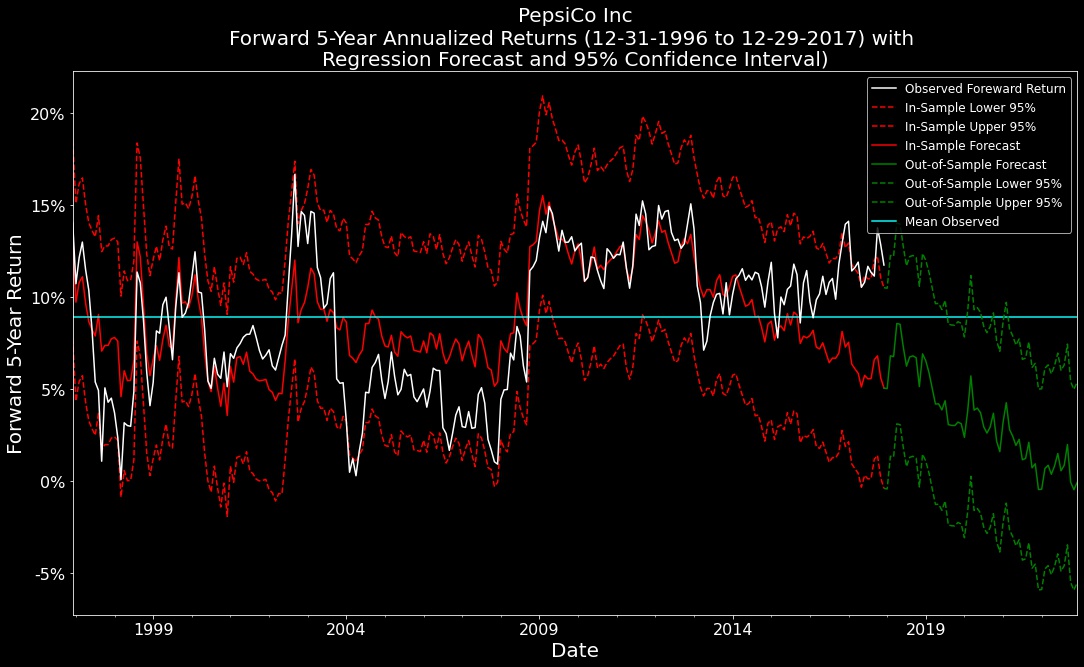 PepsiCo Inc
Forward 5-Year Annualized Returns (12-31-1996 to 12-29-2017) with
Regression Forecast and 95% Confidence Interval)
Observed Foreward Return
In-Sample Lower 95%
In-Sample Upper 95%
In-Sample Forecast
Out-of-Sample Forecast
Out-of-Sample Lower 95%
Out-of-Sample Upper 95%
Mean Observed
Forward 5-Year Return
20%
15%
10%
5%
0%
-5%
1999 2004 2009 2014 2019
Date